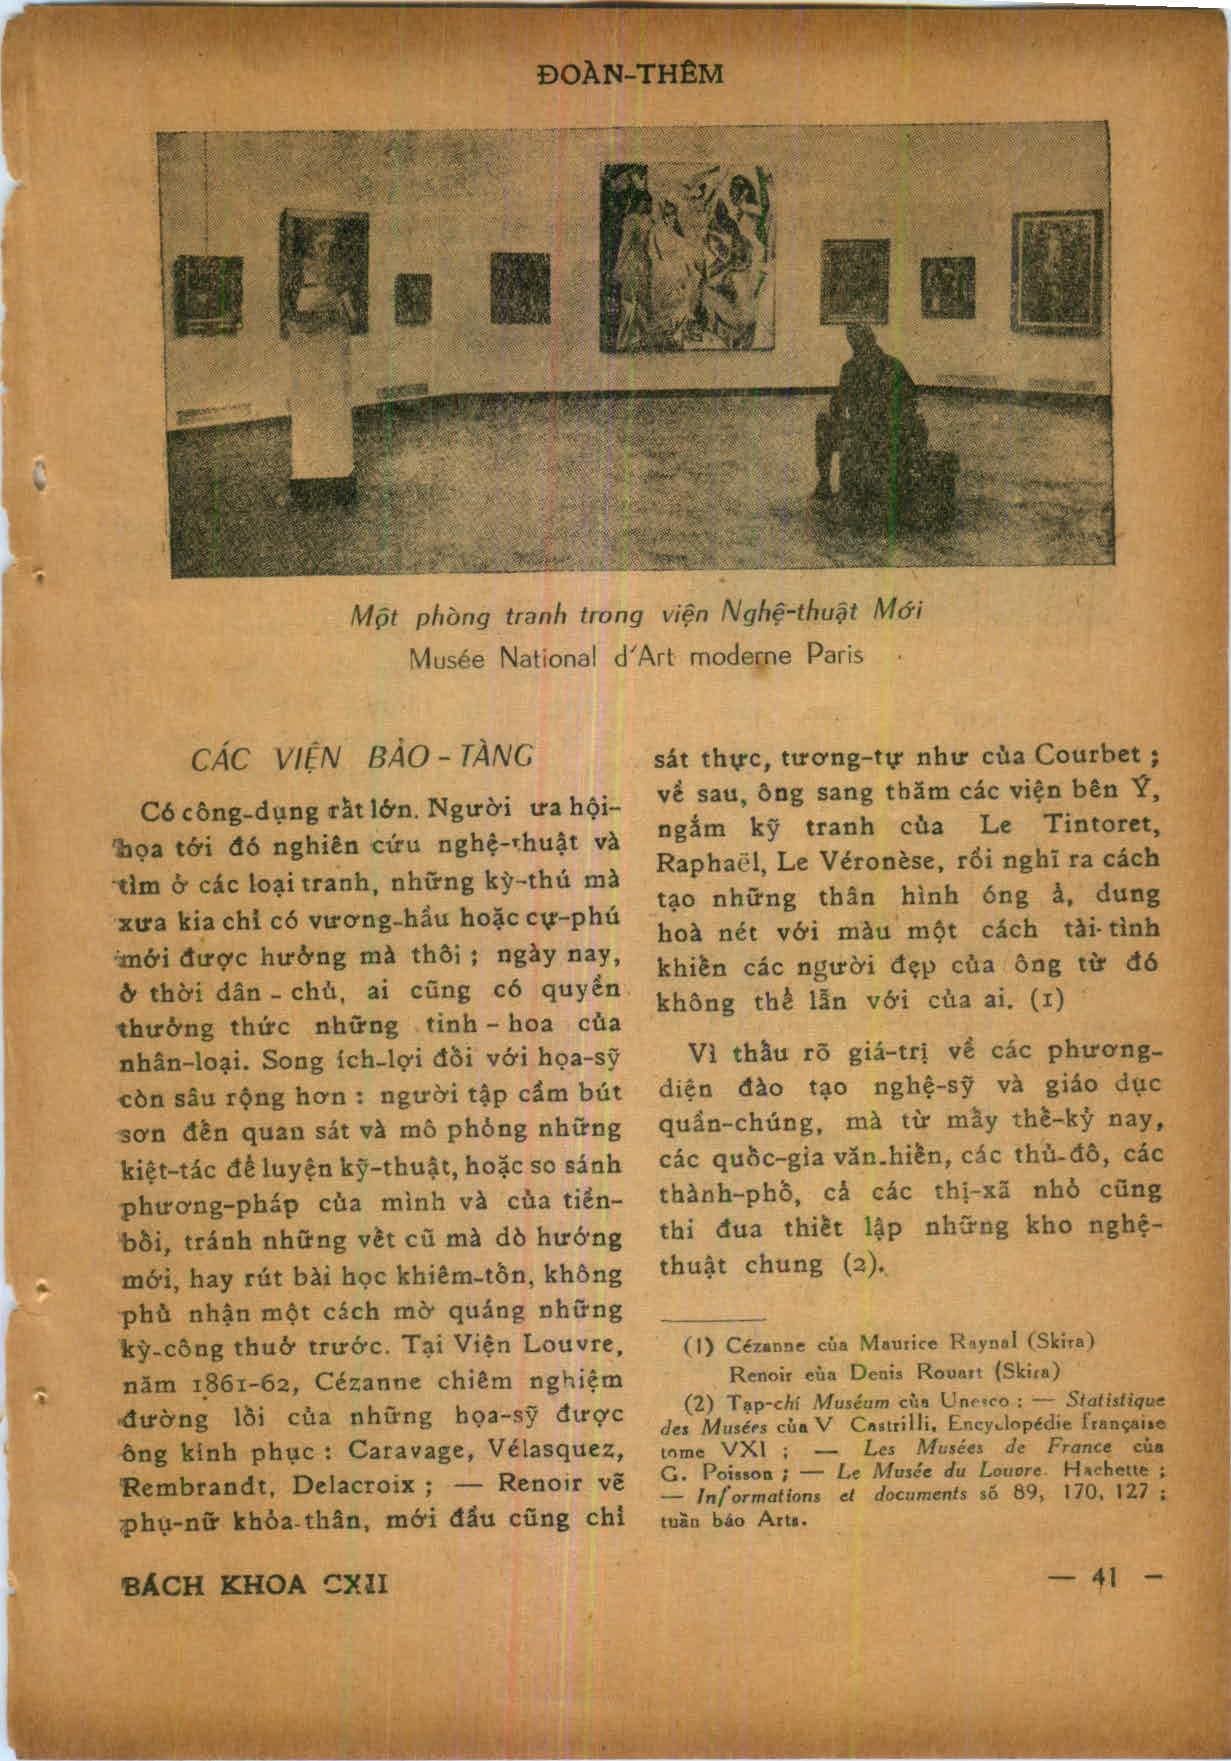 ĐOÀN-THÊM
Một phòng tranh trong viện Nghệ-thuật Mới
Musée National d'Art moderne Paris
CÁC VIỆN BẢO-TÀNG
Có công-dụng rất lớn. Người ưa hội-
họa tới đó nghiên cứu nghệ-thuật và
tìm ở các loại tranh, những kỳ-thú mà
xưa kia chỉ có vương-hầu hoặc cự-phú
mới được hưởng mà thôi ; ngày nay,
ở thời dân - chủ, ai cũng có quyền
thưởng thức những tinh - hoa của
nhân-loại. Song ích-lợi đối với họa-sỹ
còn sâu rộng hơn : người tập cầm bút
sơn đến quan sát và mô phỏng những
kiệt-tác để luyện kỹ-thuật, hoặc so sánh
phương-pháp của mình và của tiền-
bối, tránh những vết cũ mà dò hướng
mới, hay rút bài học khiêm-tốn, không
phủ nhận một cách mờ quáng những
kỳ-công thuở trước. Tại Viện Louvre,
năm 1861-62, Cézanne chiêm nghiệm
đường lối của những họa-sỹ được
ông kính phục : Caravage, Vélasquez,
Rembrandt, Delacroix ; — Renoir vẽ
phụ-nữ khỏa-thân, mới đầu cũng chỉ
sát thực, tương-tự như của Courbet ;
về sau, ông sang thăm các viện bên Ý,
ngắm kỹ tranh của Le Tintoret,
Raphaël, Le Véronèse, rồi nghĩ ra cách
tạo những thân hình óng ả, dung
hoà nét với màu một cách tài-tình
khiến các người đẹp của ông từ đó
không thể lẫn với của ai. (1)
Vì thấu rõ giá-trị về các phương-
diện đào tạo nghệ-sỹ và giáo dục
quần-chúng, mà từ mấy thế-kỷ nay,
các quốc-gia văn-hiến, các thủ-đô, các
thành-phố, cả các thị-xã nhỏ cũng
thi đua thiết lập những kho nghệ-
thuật chung (2).
(1) Cézanne của Maurice Raynal (Skira)
Renoir của Denis Rouart (Skira)
(2) Tạp-chí Muséum của Unesco : — Statistique
des Musées của V Castrilli, Encyclopédie française
tome VXI ; — Les Musées de France của
G. Poisson ; — Le Musée du Louvre. Hachette ;
— Informations et documents số 89, 170, 127 ;
tuần báo Arts.
BÁCH KHOA CXII
— 41 —